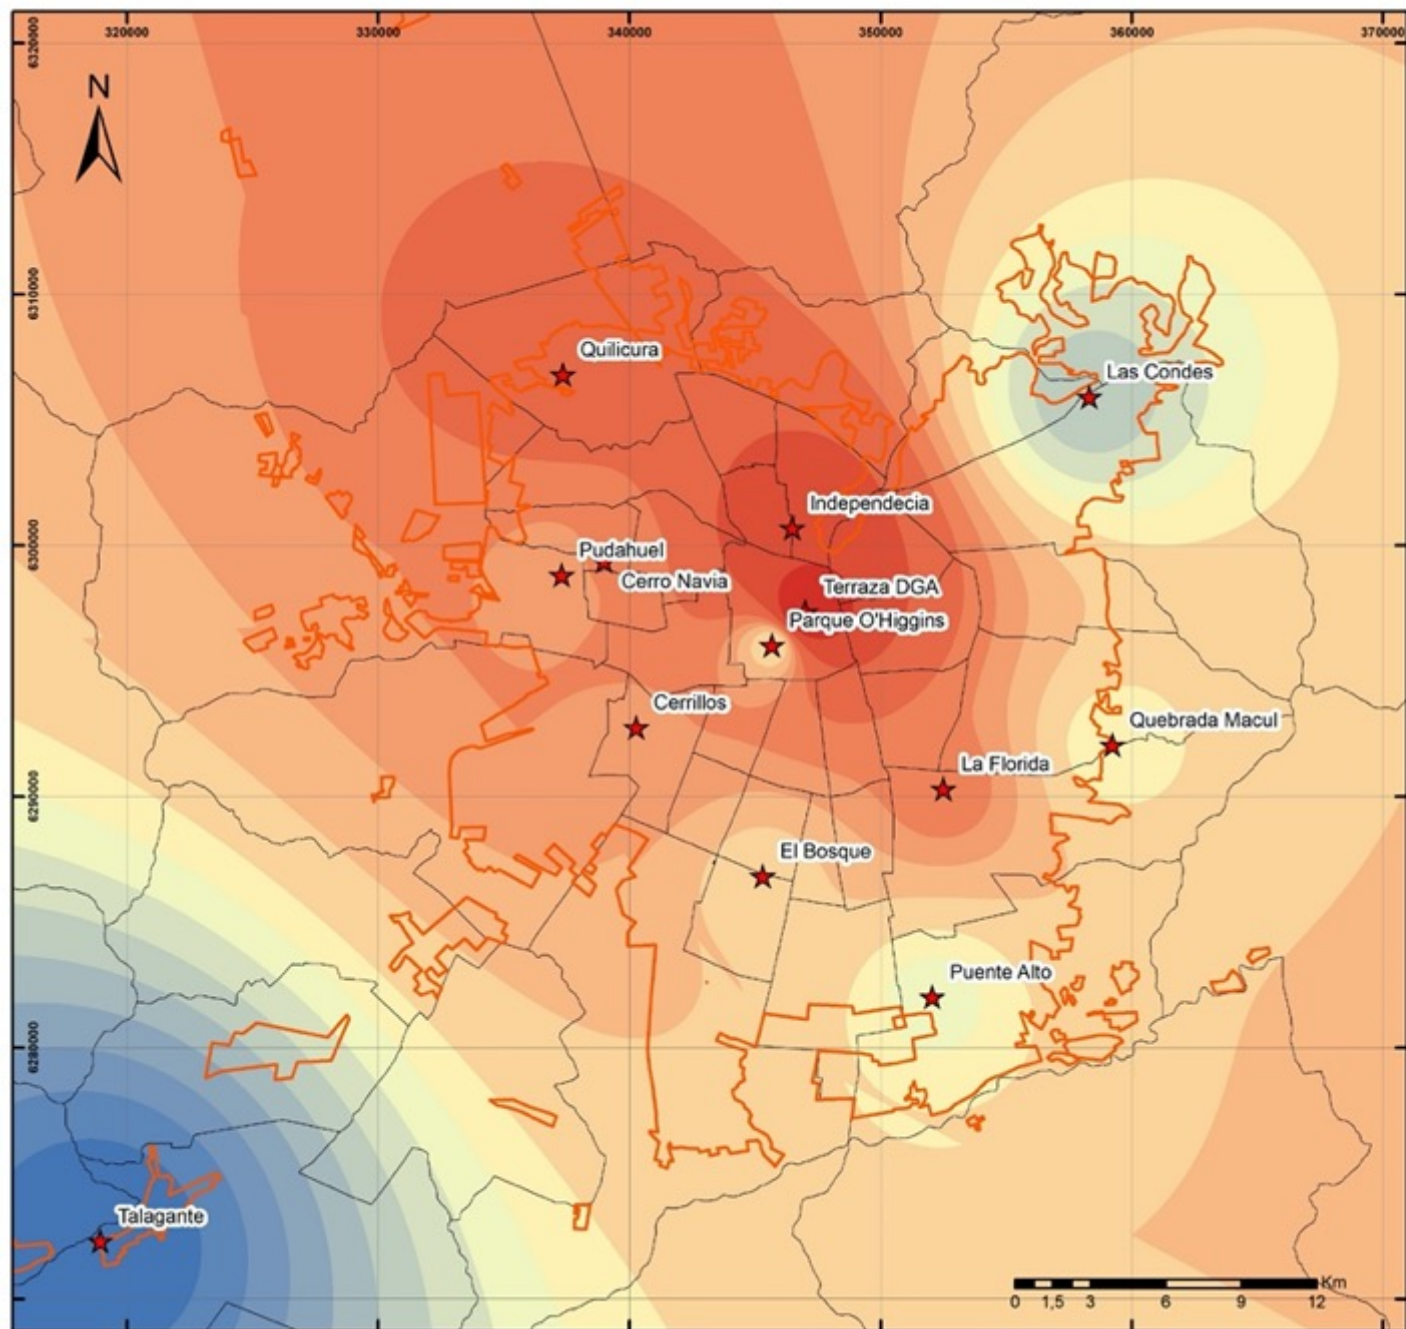 320000
330000
340000
350000
360000
370000
6320000
N
6310000
Quilicura
Las Condes
Independecia
6300000
Pudahuel
Cerro Navia
Terraza DGA
Parque O'Higgins
Cerrillos
Quebrada Macul
La Florida
6290000
El Bosque
Puente Alto
6280000
Talagante
Km
0 1,5 3 6 9 12